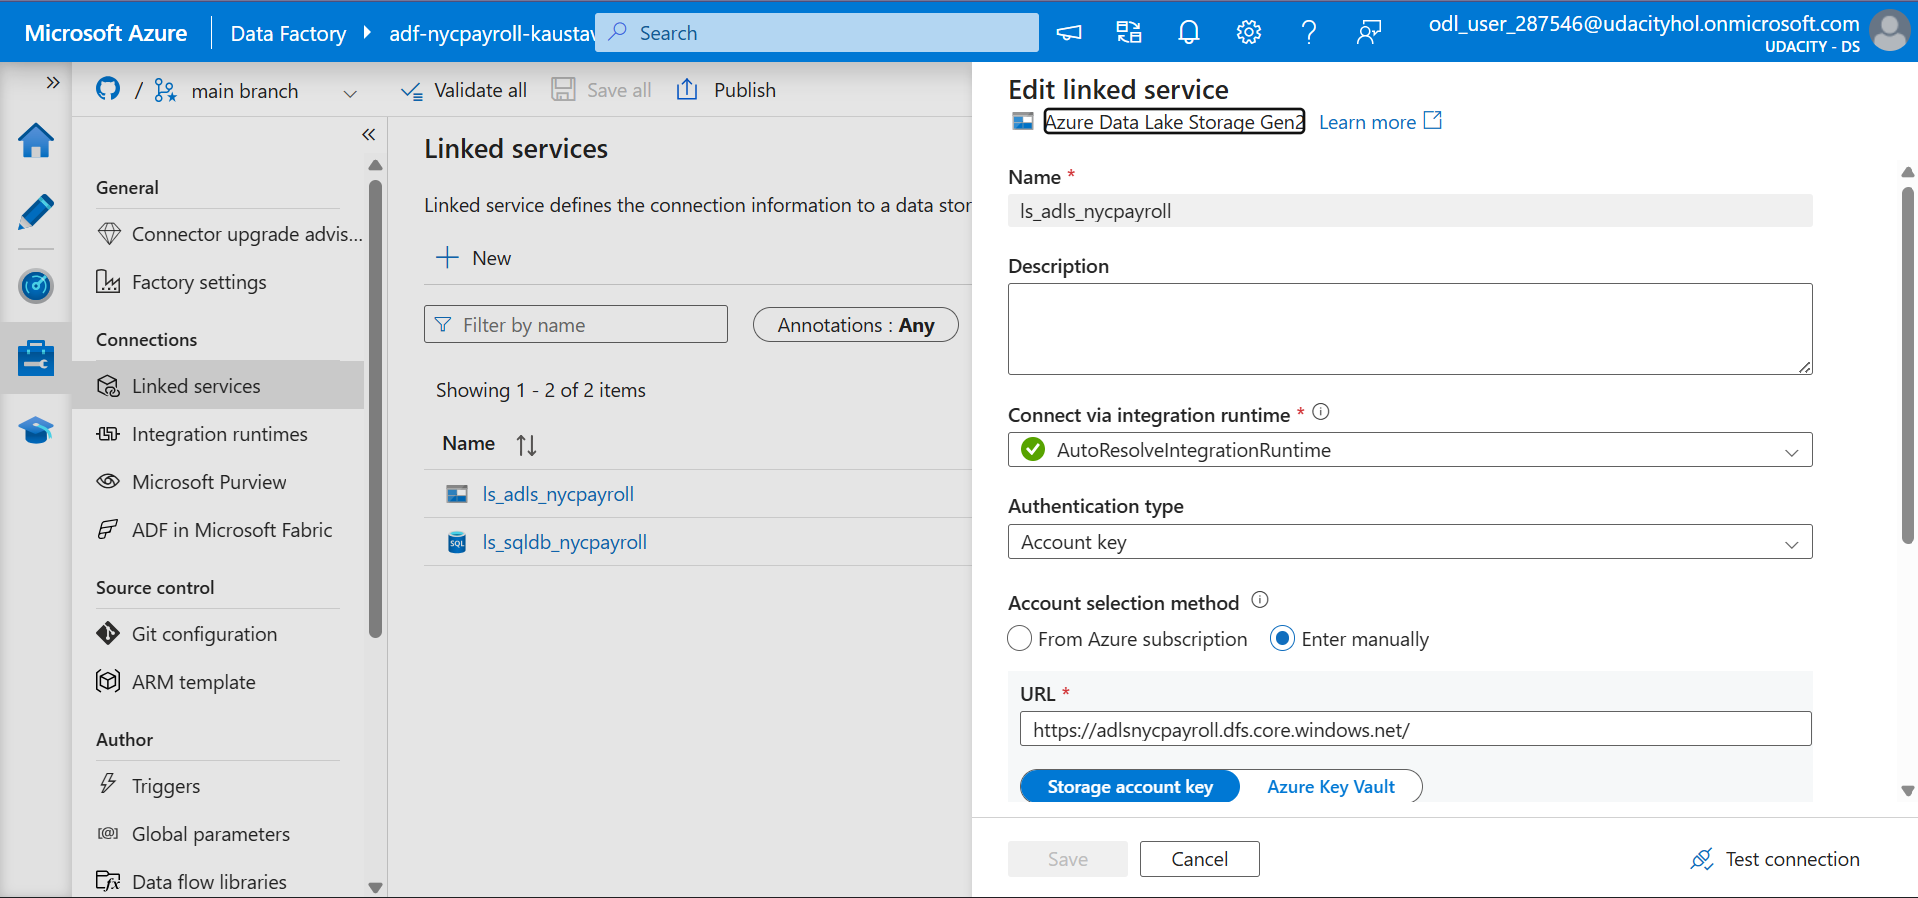 Microsoft Azure
Data Factory
adf-nycpayroll-kaustav
Search
odl_user_287546@udacityhol.onmicrosoft.com
UDACITY - DS
/ main branch
Validate all
Save all
Publish
General
Connector upgrade advis...
Factory settings
Connections
Linked services
Integration runtimes
Microsoft Purview
ADF in Microsoft Fabric
Source control
Git configuration
ARM template
Author
Triggers
Global parameters
Data flow libraries
Linked services
Linked service defines the connection information to a data stor
New
Filter by name
Annotations : Any
Showing 1 - 2 of 2 items
Name
ls_adls_nycpayroll
SQL ls_sqldb_nycpayroll
Edit linked service
Azure Data Lake Storage Gen2 Learn more
Name *
ls_adls_nycpayroll
Description
Connect via integration runtime *
AutoResolveIntegrationRuntime
Authentication type
Account key
Account selection method
From Azure subscription Enter manually
URL *
https://adlsnycpayroll.dfs.core.windows.net/
Storage account key Azure Key Vault
Save Cancel Test connection